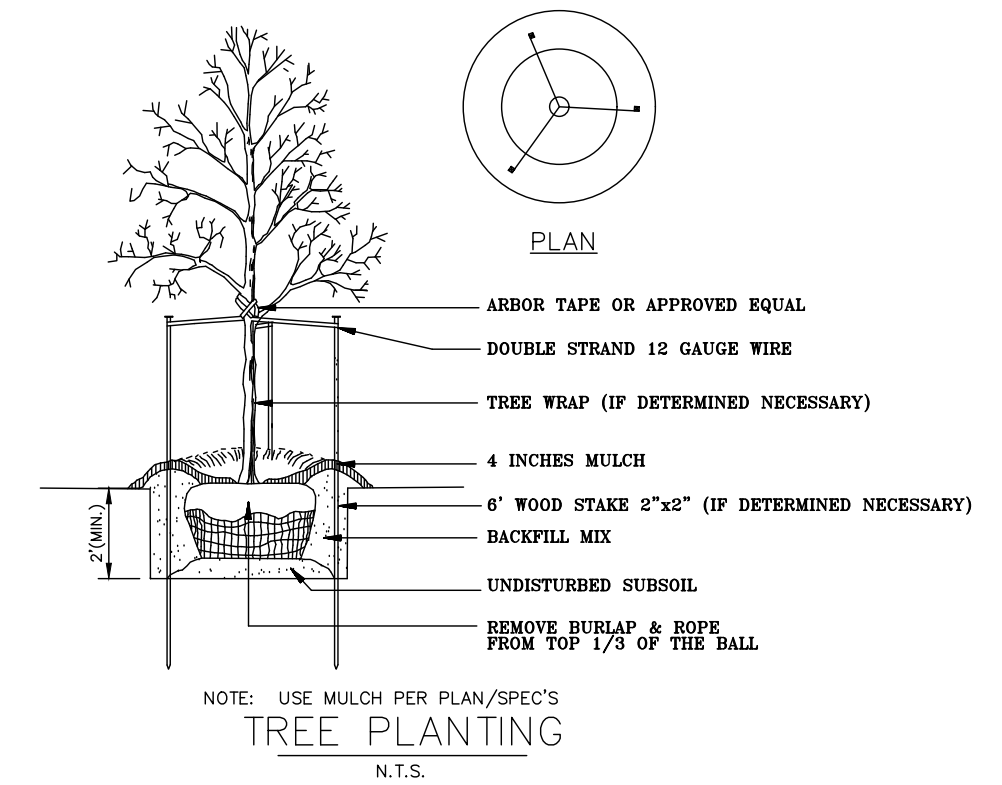 PLAN
ARBOR TAPE OR APPROVED EQUAL
DOUBLE STRAND 12 GAUGE WIRE
TREE WRAP (IF DETERMINED NECESSARY)
4 INCHES MULCH
6' WOOD STAKE 2"x2" (IF DETERMINED NECESSARY)
BACKFILL MIX
2'(MIN.)
UNDISTURBED SUBSOIL
REMOVE BURLAP & ROPE
FROM TOP 1/3 OF THE BALL
NOTE: USE MULCH PER PLAN/SPEC'S
TREE PLANTING
N.T.S.